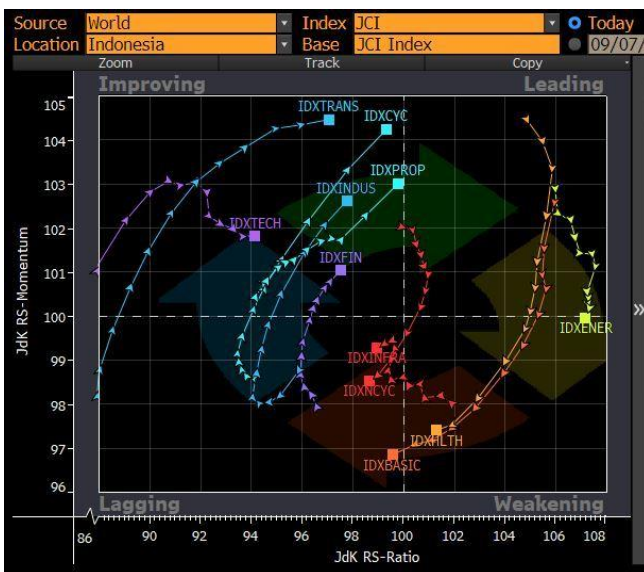 Source World Index JCI Today
Location Indonesia Base JCI Index 09/07/
Zoom Track Copy
Improving Leading
105
104
103
102
101
100
99
98
97
96
JdK RS-Momentum
IDXTRANS
IDXCYC
IDXPROP
IDXINDUS
IDXTECH
IDXFIN
IDXENER
IDXINFRA
IDXNCYC
IDXHLTH
IDXBASIC
»
Lagging Weakening
86 90 92 94 96 98 100 102 104 106 108
JdK RS-Ratio